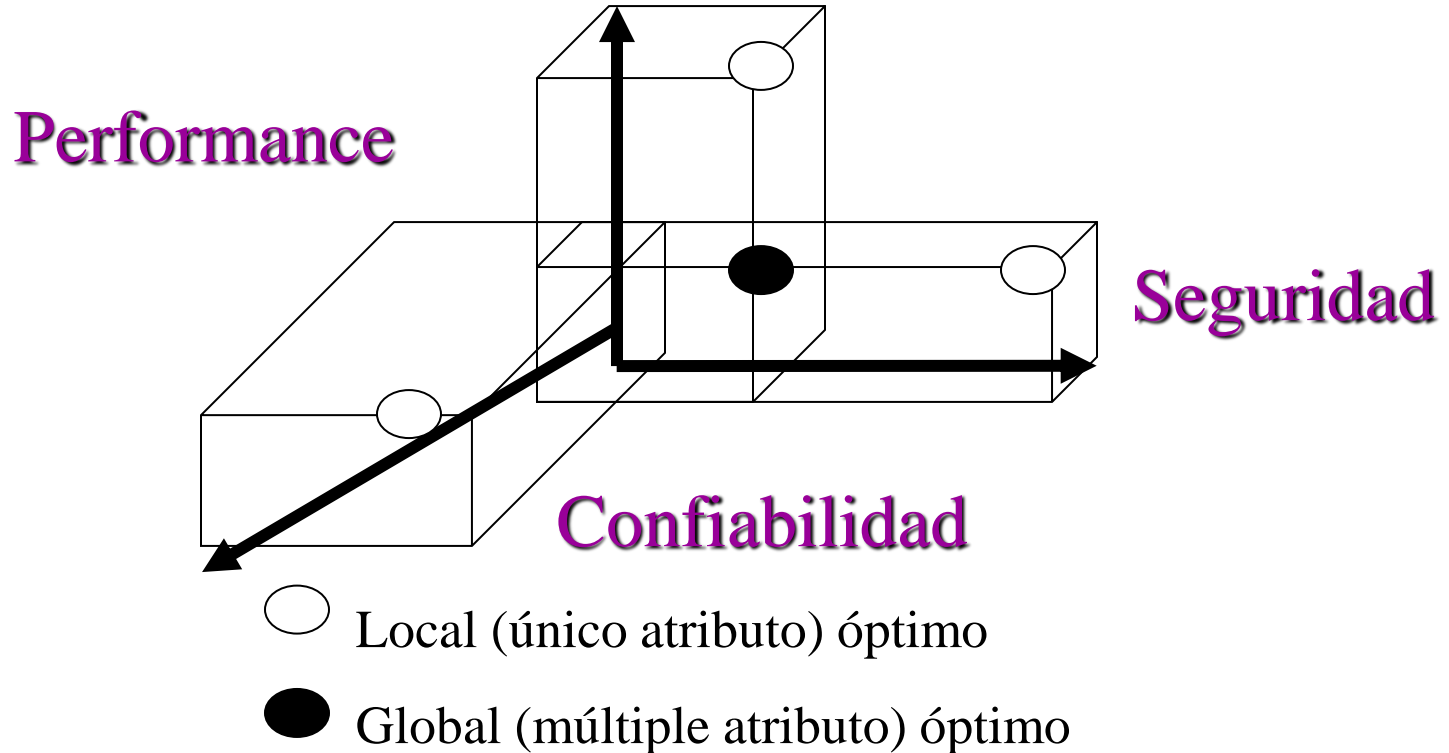 Performance
Seguridad
Confiabilidad
Local (único atributo) óptimo
Global (múltiple atributo) óptimo